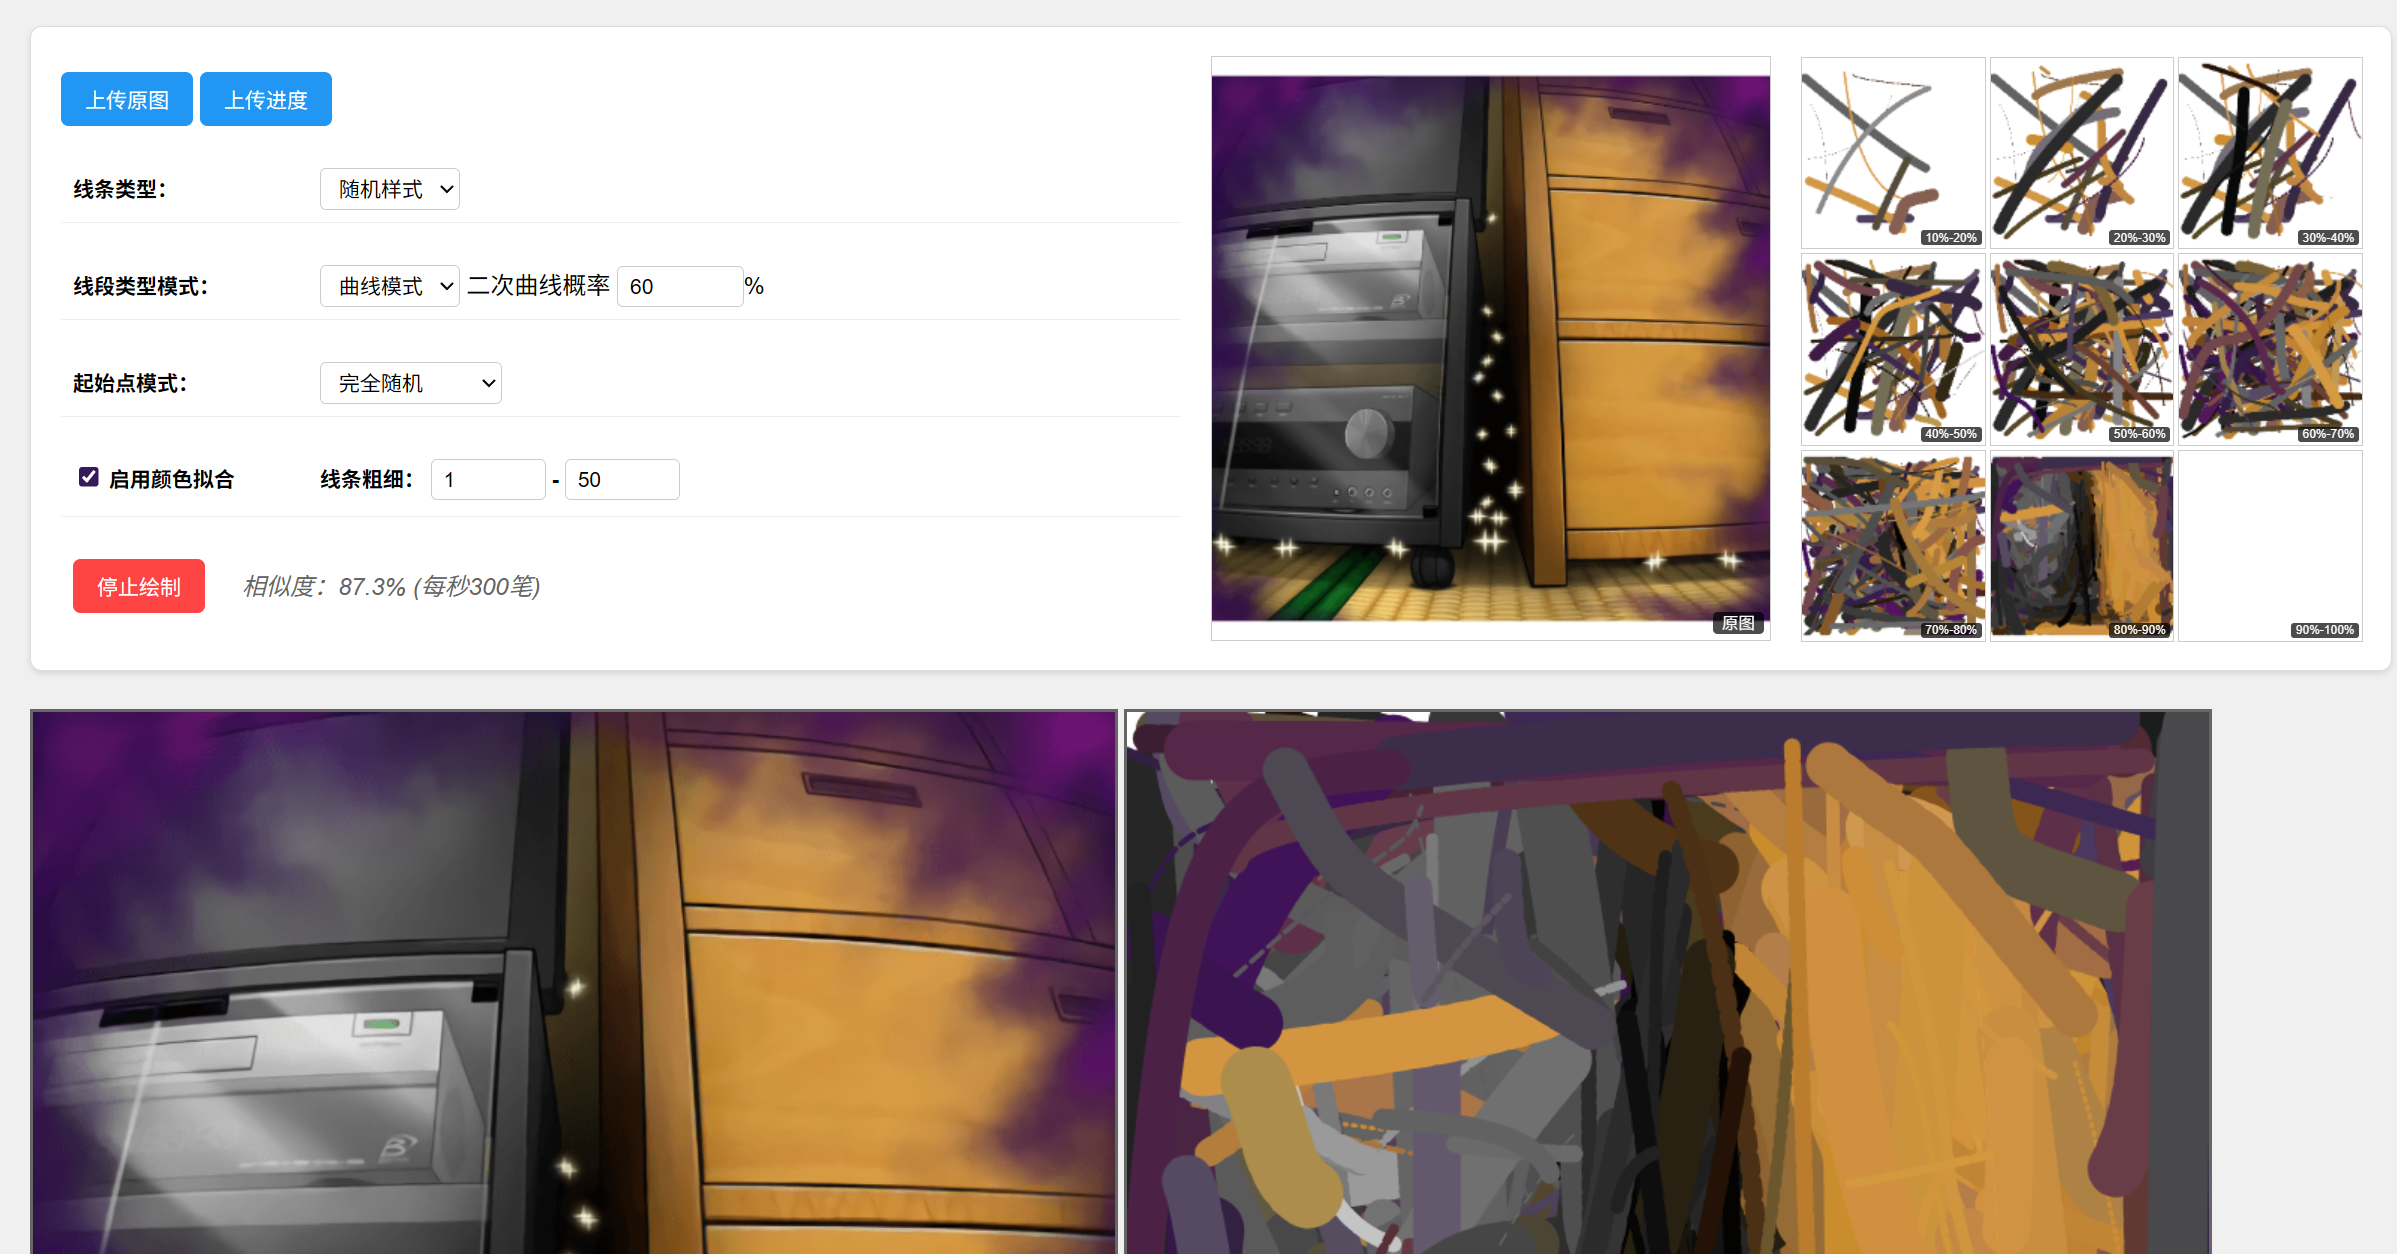 上传原图 上传进度
线条类型： 随机样式
线段类型模式： 曲线模式 二次曲线概率 60 %
起始点模式： 完全随机
启用颜色拟合 线条粗细： 1 - 50
停止绘制 相似度：87.3% (每秒300笔)
原图
10%-20% 20%-30% 30%-40%
40%-50% 50%-60% 60%-70%
70%-80% 80%-90% 90%-100%